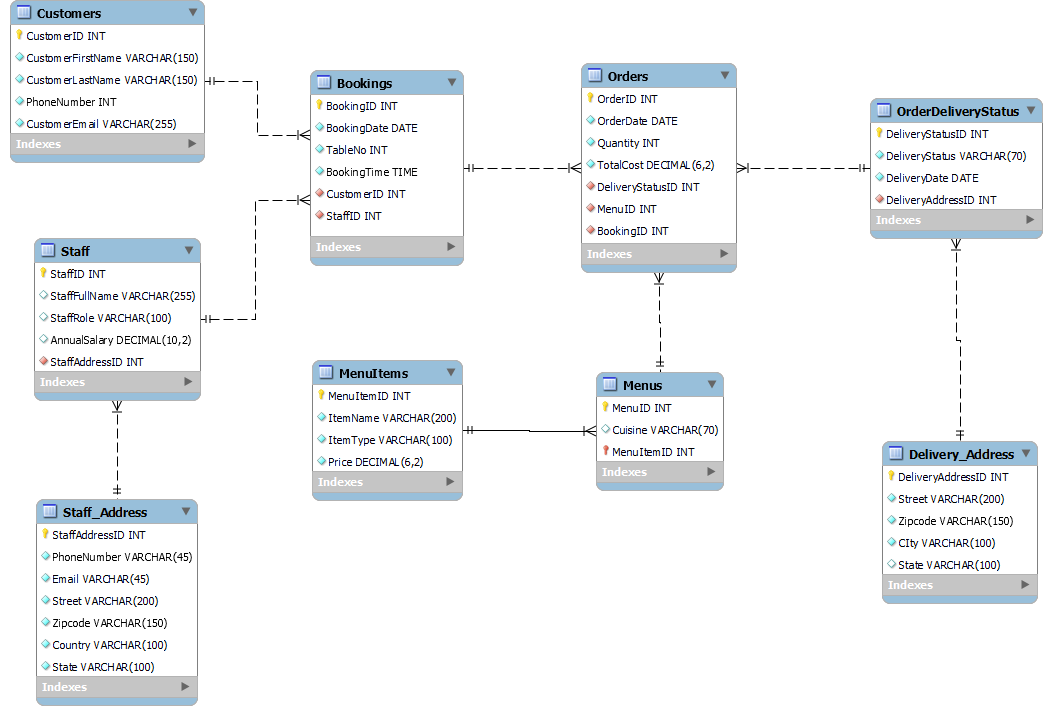 Customers
CustomerID INT
CustomerFirstName VARCHAR(150)
CustomerLastName VARCHAR(150)
PhoneNumber INT
CustomerEmail VARCHAR(255)
Indexes
Bookings
BookingID INT
BookingDate DATE
TableNo INT
BookingTime TIME
CustomerID INT
StaffID INT
Indexes
Orders
OrderID INT
OrderDate DATE
Quantity INT
TotalCost DECIMAL(6,2)
DeliveryStatusID INT
MenuID INT
BookingID INT
Indexes
OrderDeliveryStatus
DeliveryStatusID INT
DeliveryStatus VARCHAR(70)
DeliveryDate DATE
DeliveryAddressID INT
Indexes
Staff
StaffID INT
StaffFullName VARCHAR(255)
StaffRole VARCHAR(100)
AnnualSalary DECIMAL(10,2)
StaffAddressID INT
Indexes
MenuItems
MenuItemID INT
ItemName VARCHAR(200)
ItemType VARCHAR(100)
Price DECIMAL(6,2)
Indexes
Menus
MenuID INT
Cuisine VARCHAR(70)
MenuItemID INT
Indexes
Delivery_Address
DeliveryAddressID INT
Street VARCHAR(200)
Zipcode VARCHAR(150)
CIty VARCHAR(100)
State VARCHAR(100)
Indexes
Staff_Address
StaffAddressID INT
PhoneNumber VARCHAR(45)
Email VARCHAR(45)
Street VARCHAR(200)
Zipcode VARCHAR(150)
Country VARCHAR(100)
State VARCHAR(100)
Indexes